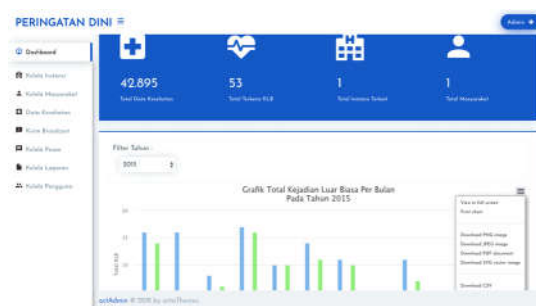 PERINGATAN DINI
Admin
Dashboard
Kelola Instansi
Kelola Masyarakat
Data Kesehatan
Kirim Broadcast
Kelola Pesan
Kelola Laporan
Kelola Pengguna
42.895
Total Data Kesehatan
53
Total Terkena KLB
1
Total Instansi Terkait
1
Total Masyarakat
Filter Tahun :
2015
Grafik Total Kejadian Luar Biasa Per Bulan
Pada Tahun 2015
View in full screen
Print chart
Download PNG image
Download JPEG image
Download PDF document
Download SVG vector image
Download CSV
Total KLB